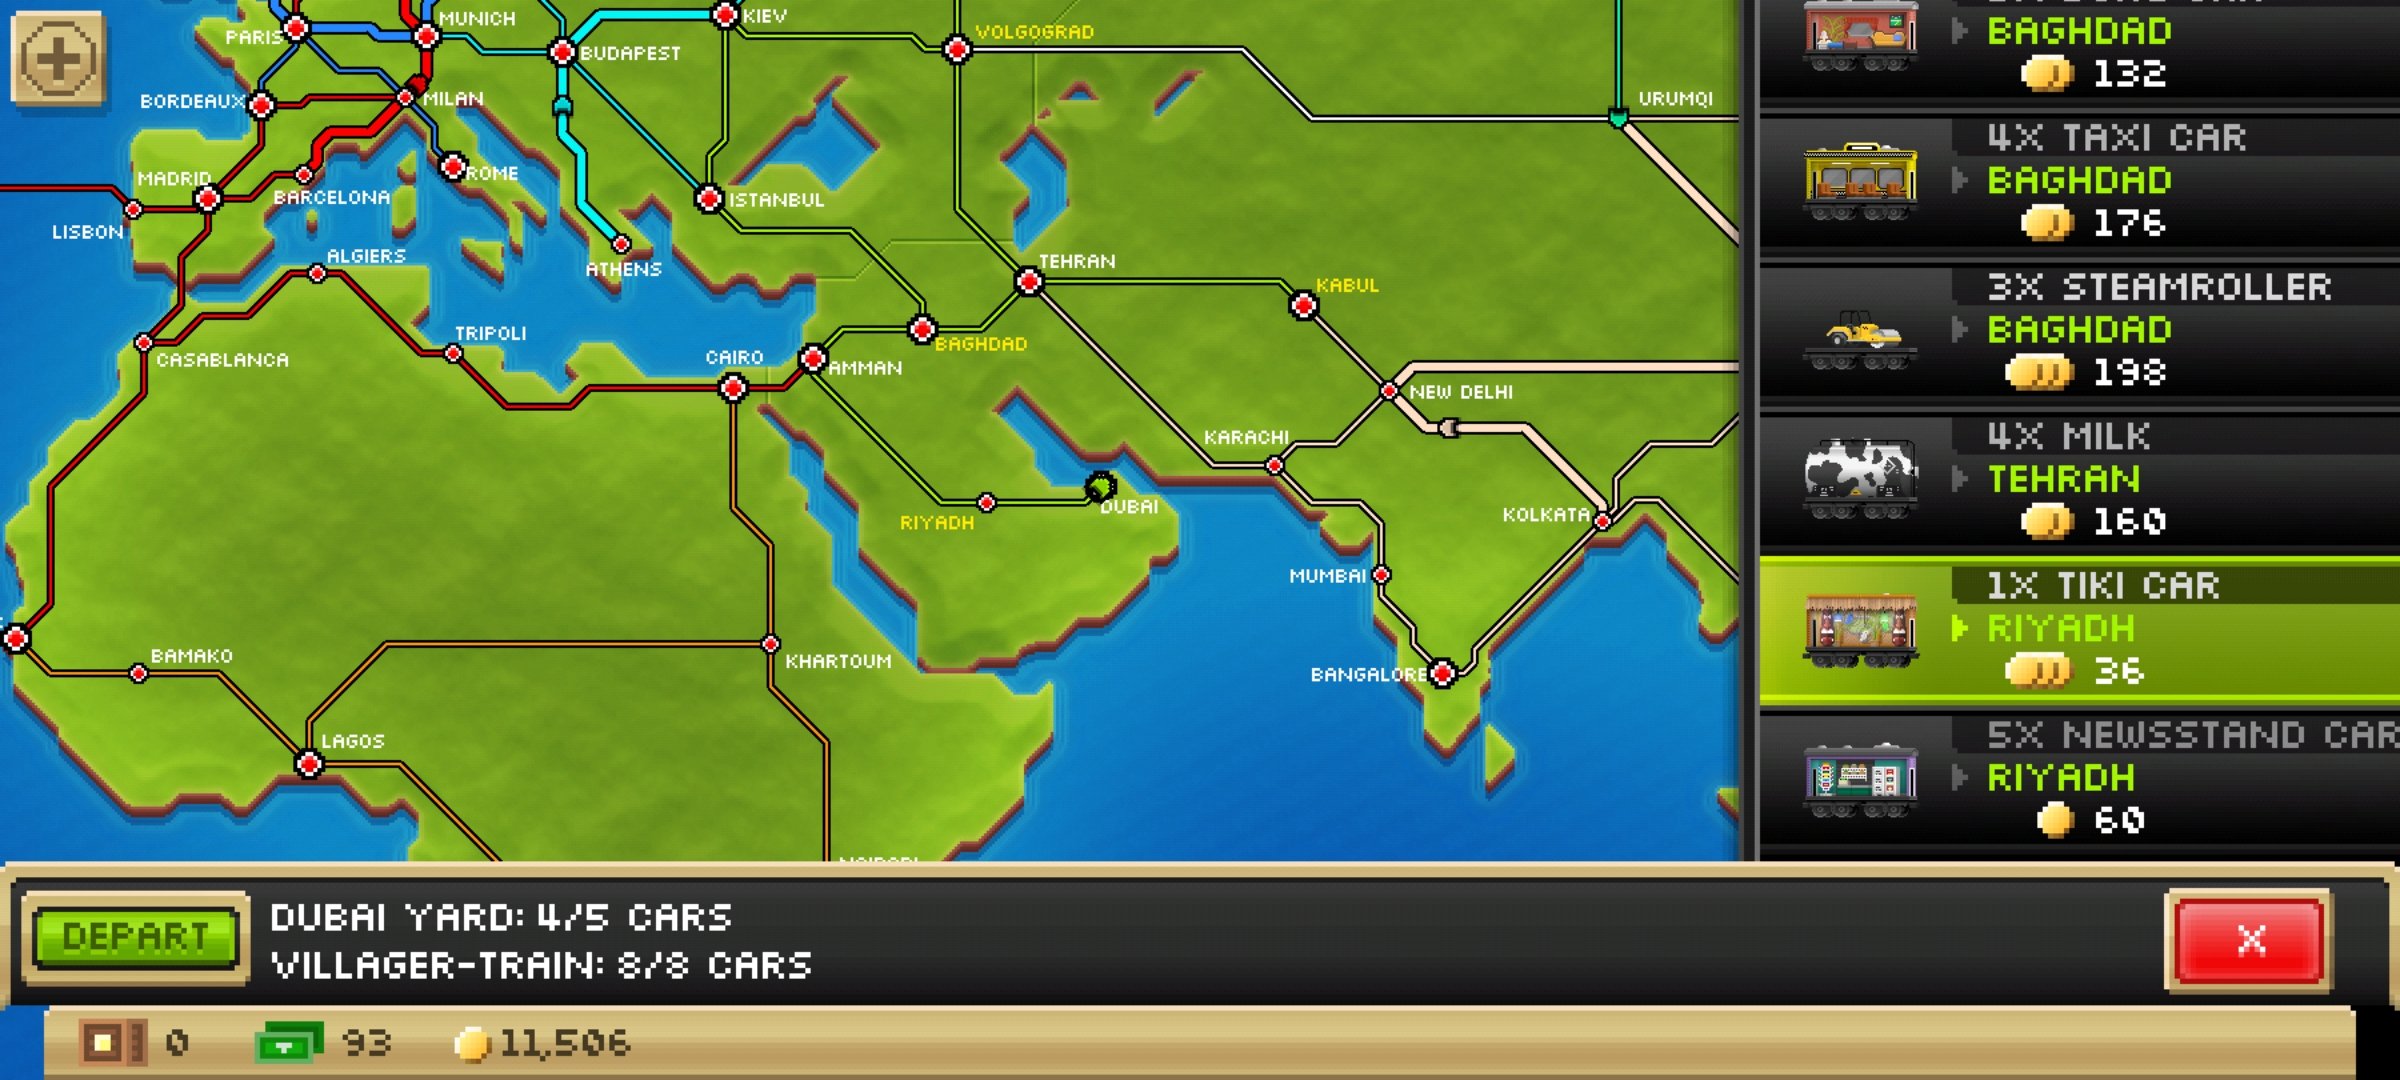 MUNICH
KIEV
PARIS
VOLGOGRAD
BUDAPEST
BORDEAUX
MILAN
URUMQI
MADRID
ROME
BARCELONA
ISTANBUL
LISBON
ALGIERS
ATHENS
TEHRAN
KABUL
TRIPOLI
CASABLANCA
CAIRO
BAGHDAD
AMMAN
NEW DELHI
KARACHI
RIYADH
DUBAI
KOLKATA
MUMBAI
BAMAKO
KHARTOUM
BANGALORE
LAGOS
BAGHDAD
132
4X TAXI CAR
BAGHDAD
176
3X STEAMROLLER
BAGHDAD
198
4X MILK
TEHRAN
160
1X TIKI CAR
RIYADH
36
5X NEWSSTAND CAR
RIYADH
60
DEPART
DUBAI YARD: 4/5 CARS
VILLAGER-TRAIN: 8/8 CARS
X
0
93
11,506